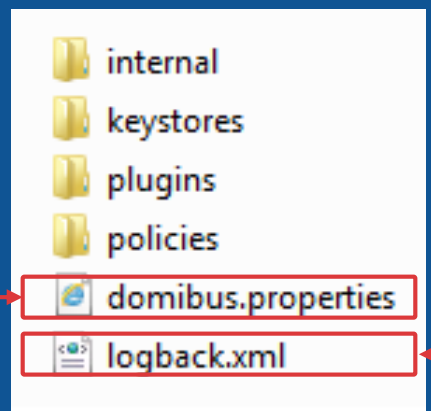 internal
keystores
plugins
policies
domibus.properties
logback.xml